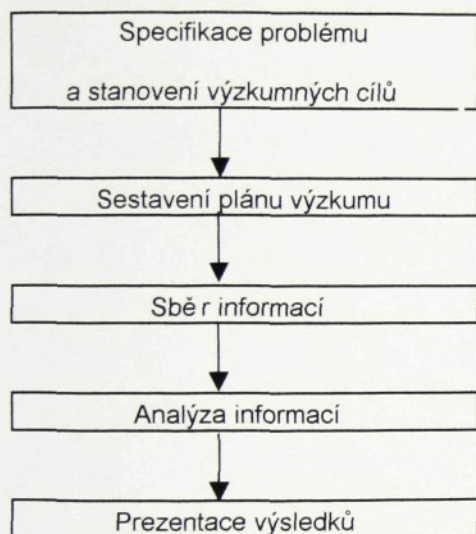 Specifikace problému
a stanovení výzkumných cílů
Sestavení plánu výzkumu
Sběr informací
Analýza informací
Prezentace výsledků